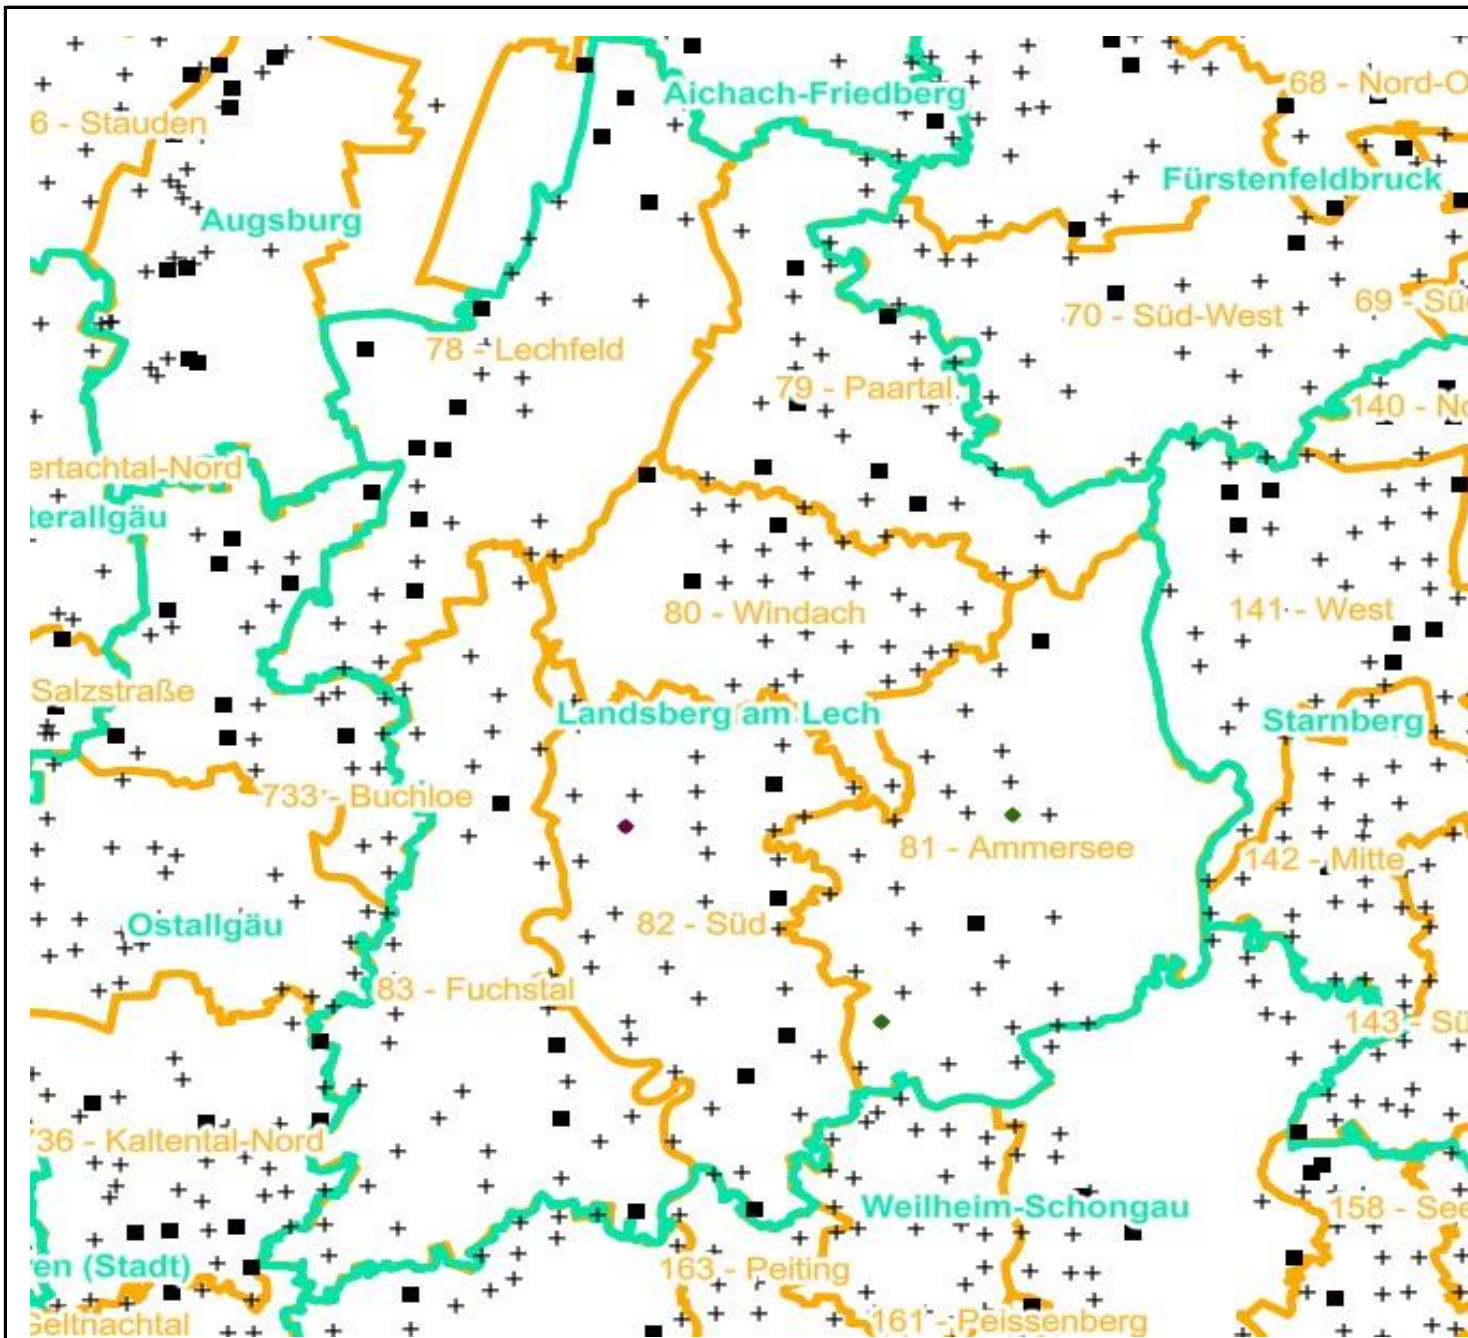 68 - Nord-O
Aichach-Friedberg
6 - Stauden
Fürstenfeldbruck
Augsburg
69 - Sü
70 - Süd-West
78 - Lechfeld
79 - Paartal
140 - No
ertachtal-Nord
terallgäu
141 - West
80 - Windach
Salzstraße
Landsberg am Lech
Starnberg
733 - Buchloe
81 - Ammersee
142 - Mitte
Ostallgäu
82 - Süd
83 - Fuchstal
143 - Sü
736 - Kaltental-Nord
Weilheim-Schongau
158 - See
ren (Stadt)
163 - Peiting
Geltnachtal
161 - Peissenberg